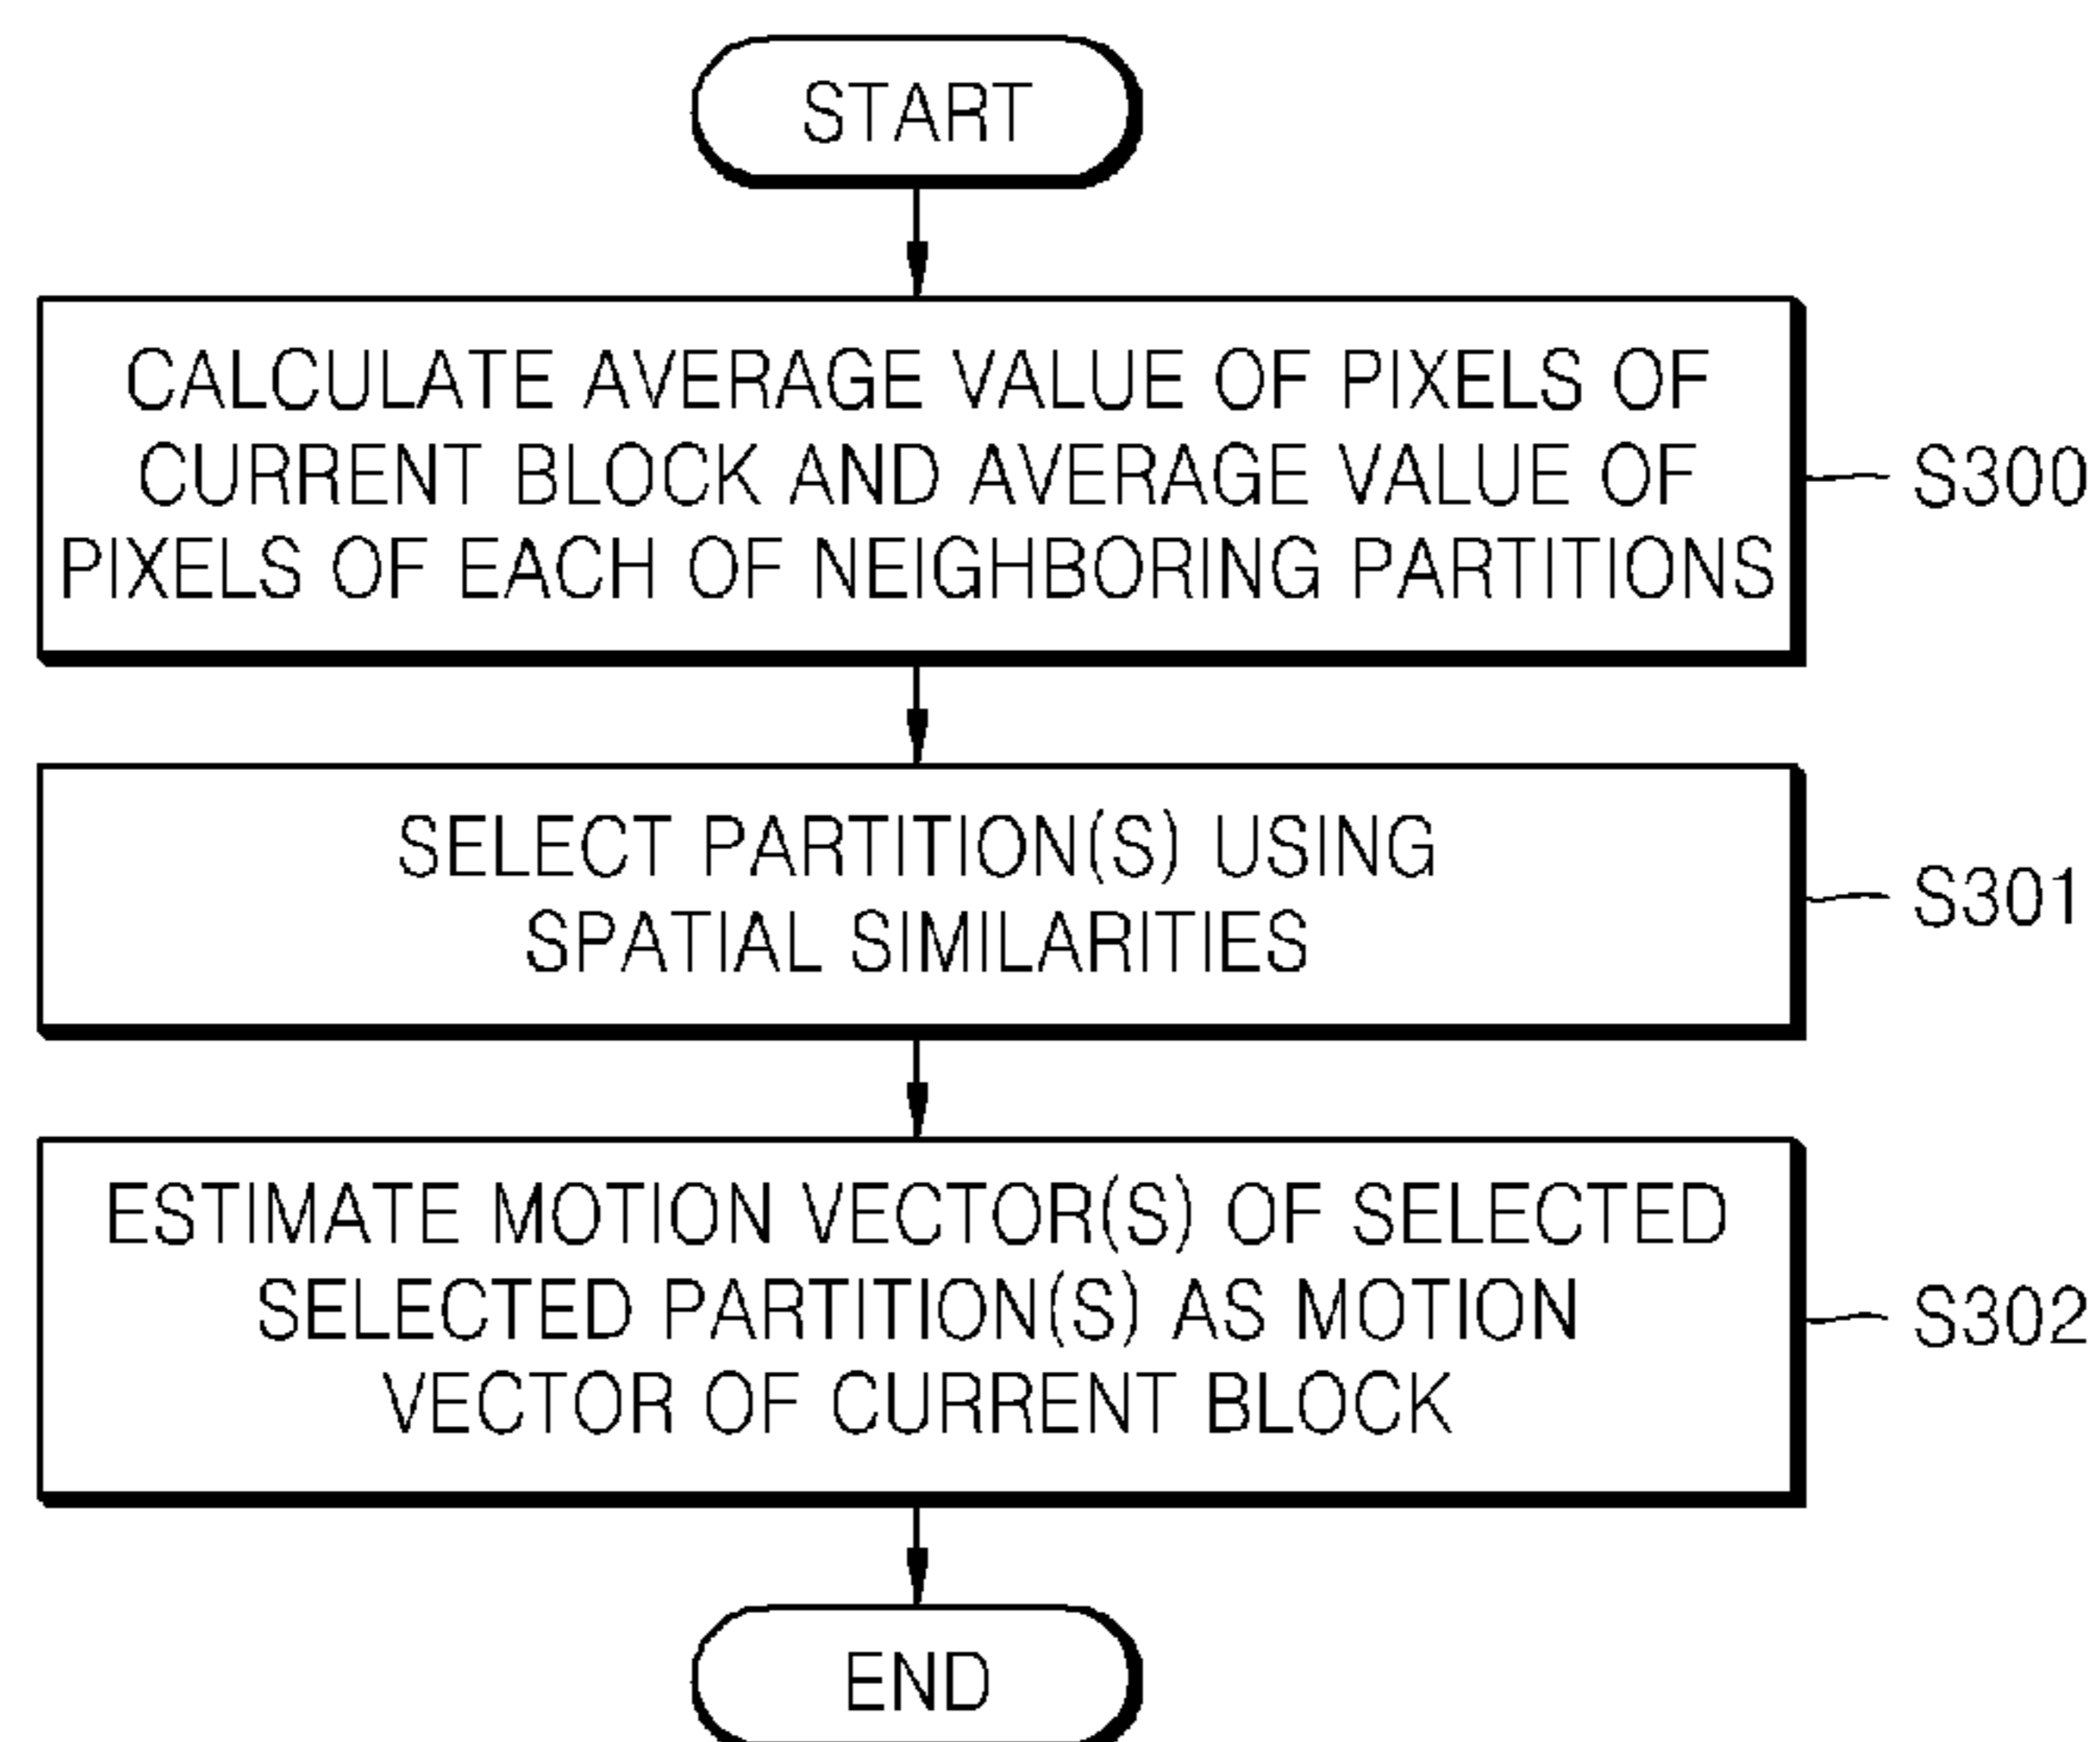 START
CALCULATE AVERAGE VALUE OF PIXELS OF
CURRENT BLOCK AND AVERAGE VALUE OF
PIXELS OF EACH OF NEIGHBORING PARTITIONS
S300
SELECT PARTITION(S) USING
SPATIAL SIMILARITIES
S301
ESTIMATE MOTION VECTOR(S) OF SELECTED
SELECTED PARTITION(S) AS MOTION
VECTOR OF CURRENT BLOCK
S302
END